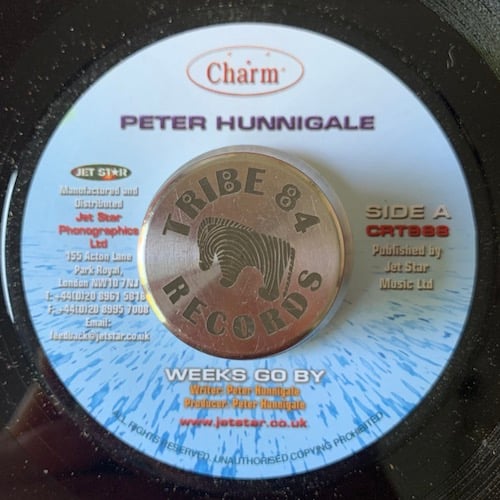 Charm
PETER HUNNIGALE
JET STAR
Manufactured and
Distributed
Jet Star
Phonographics
Ltd
155 Acton Lane
Park Royal,
London NW10 7NJ
T: +44(0)20 8961 5818
F: +44(0)20 8995 7008
Email:
feedback@jetstar.co.uk
TRIBE 84
RECORDS
SIDE A
CRT988
Published by
Jet Star
Music Ltd
WEEKS GO BY
Writer: Peter Hunnigale
Producer: Peter Hunnigale
www.jetstar.co.uk
ALL RIGHTS RESERVED. UNAUTHORISED COPYING PROHIBITED.